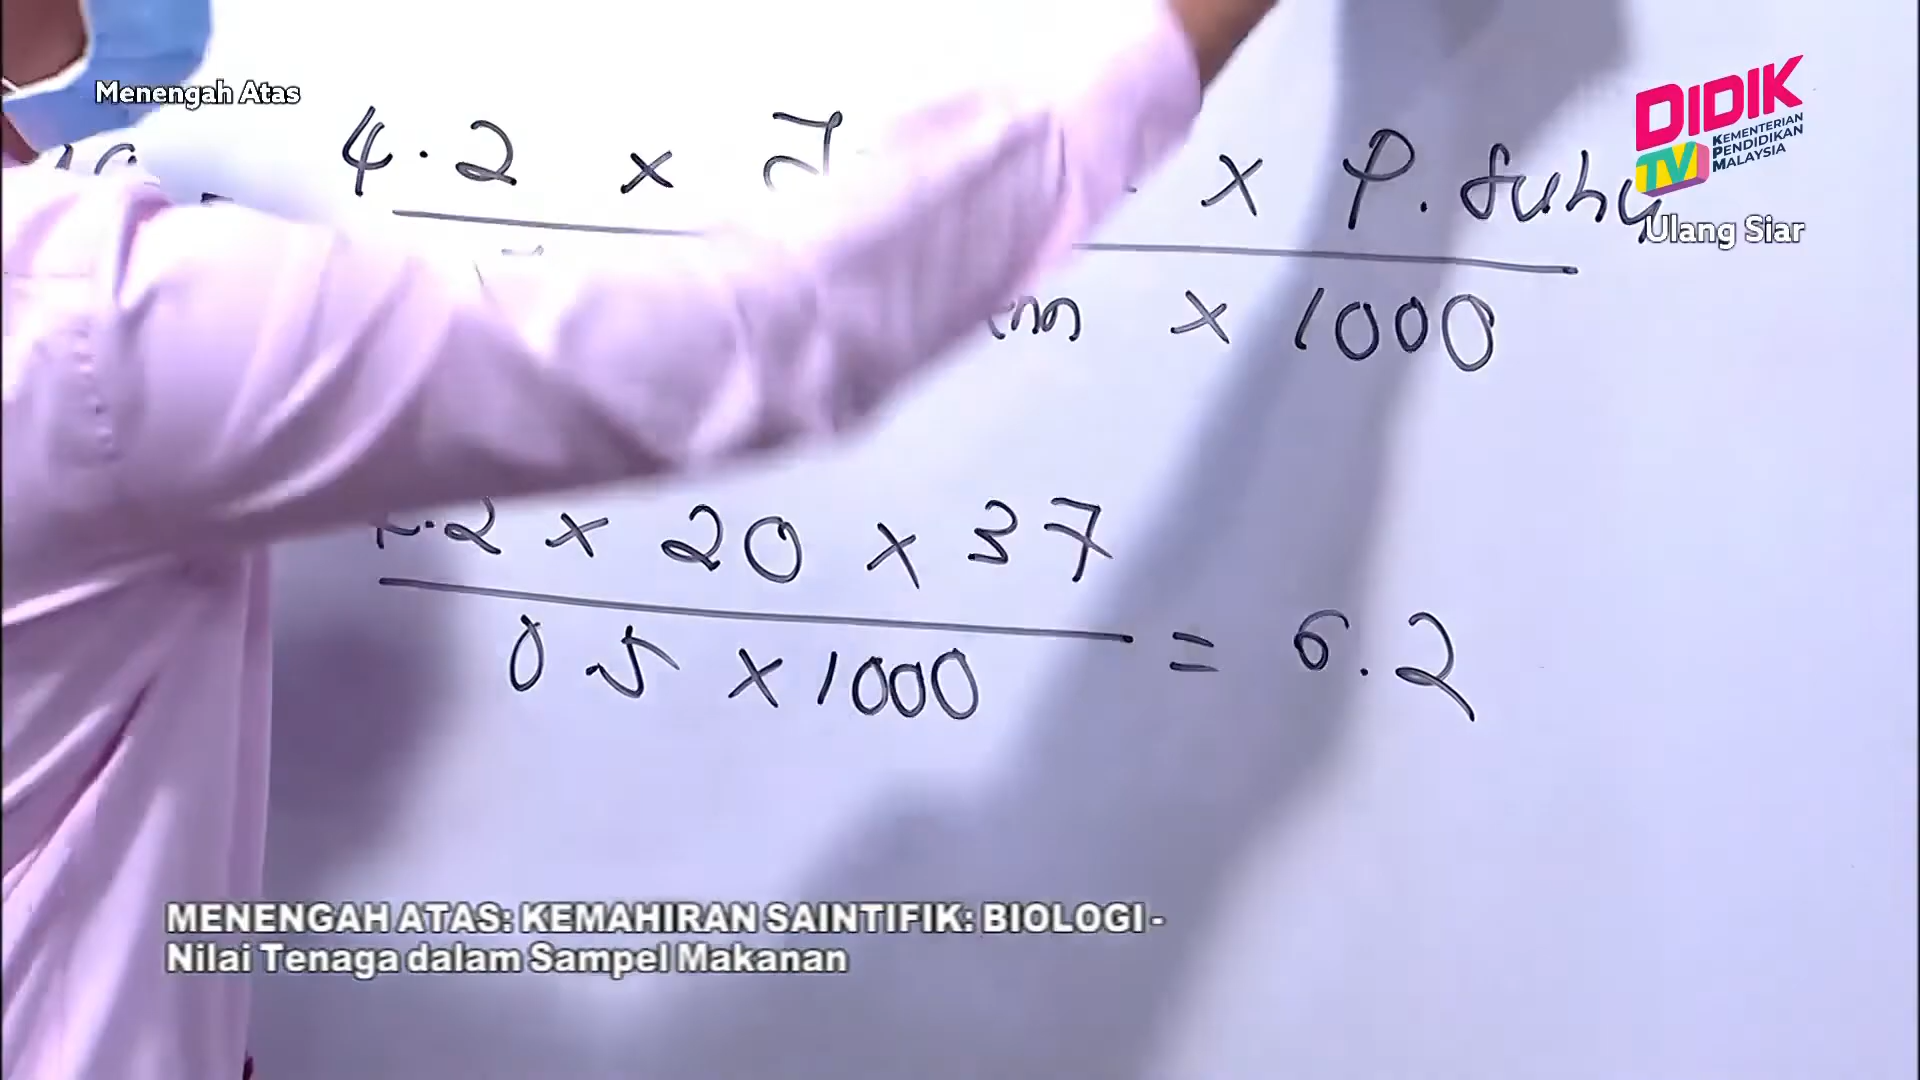 Menengah Atas
DIDIK
TV
KEMENTERIAN
PENDIDIKAN
MALAYSIA
Ulang Siar
4.2 x
x P. suhu
x 1000
.2 x 20 x 37
0.5 x 1000
= 6.2
MENENGAH ATAS: KEMAHIRAN SAINTIFIK: BIOLOGI -
Nilai Tenaga dalam Sampel Makanan